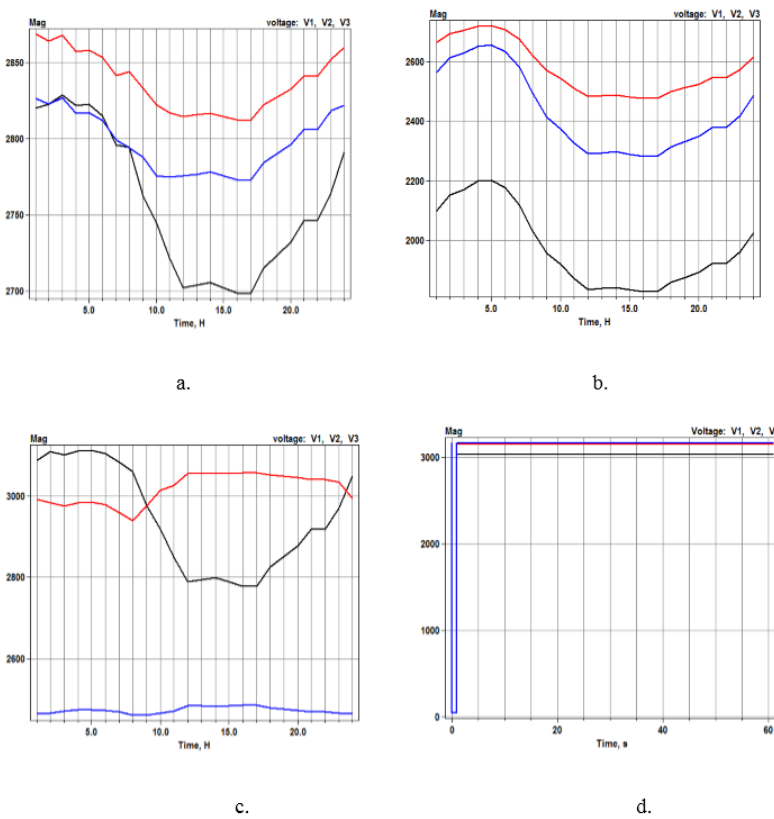 Mag voltage: V1, V2, V3
2850
2800
2750
2700
5.0 10.0 15.0 20.0
Time, H
a.
Mag voltage: V1, V2, V3
2600
2400
2200
2000
5.0 10.0 15.0 20.0
Time, H
b.
Mag voltage: V1, V2, V3
3000
2800
2600
5.0 10.0 15.0 20.0
Time, H
c.
Mag Voltage: V1, V2, V
3000
2000
1000
0
0 20 40 60
Time, s
d.